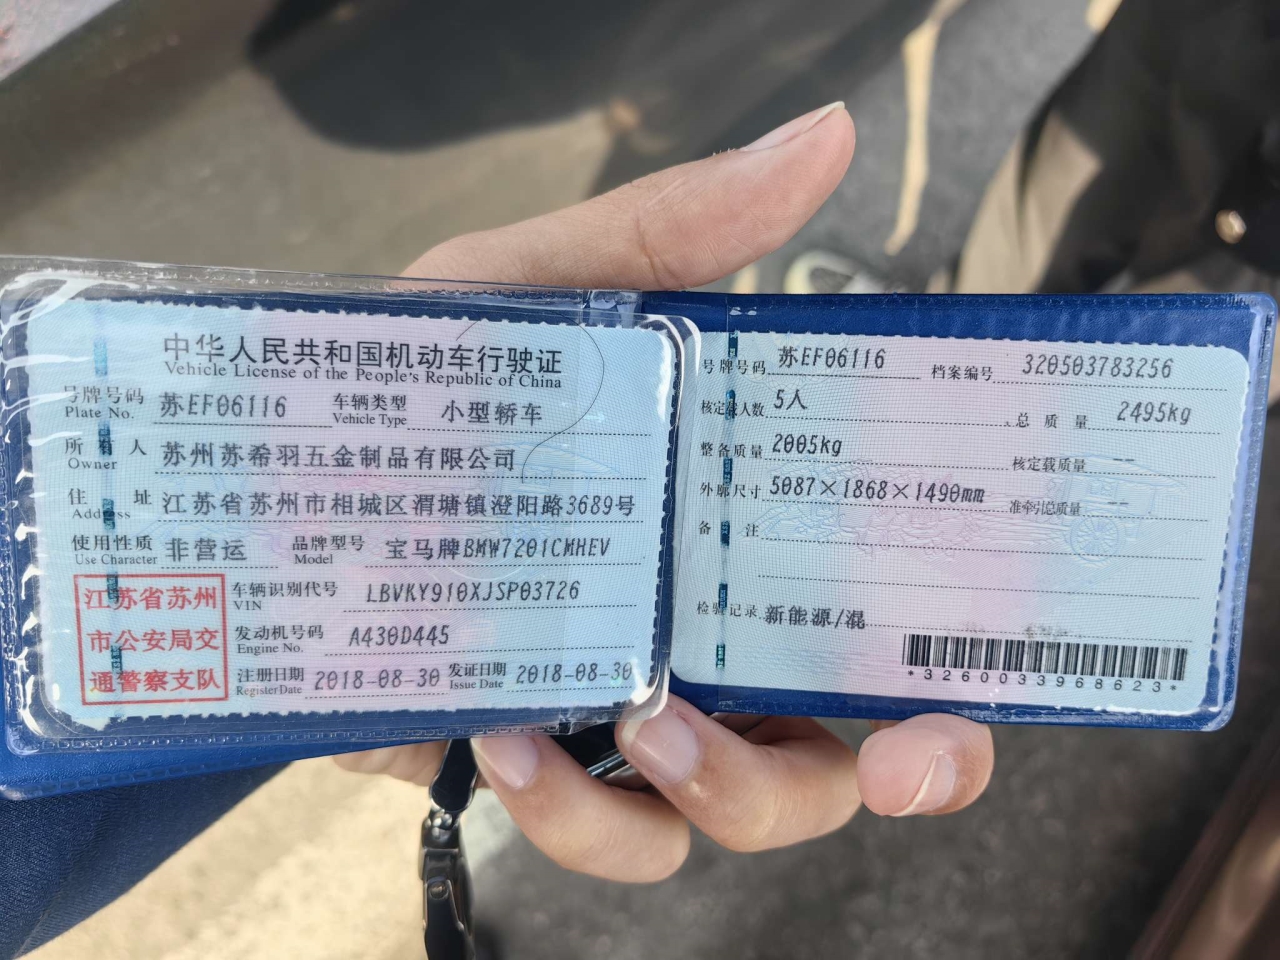 中华人民共和国机动车行驶证
Vehicle License of the People's Republic of China
号牌号码 苏EF06116 车辆类型 小型轿车
Plate No. Vehicle Type
所有人 苏州苏希羽五金制品有限公司
Owner
住址 江苏省苏州市相城区渭塘镇澄阳路3689号
Address
使用性质 非营运 品牌型号 宝马牌BMW7201CMHEV
Use Character Model
江苏省苏州
市公安局交
通警察支队
车辆识别代号 LBVKY910XJSP03726
VIN
发动机号码 A430D445
Engine No.
注册日期 2018-08-30 发证日期 2018-08-30
Register Date Issue Date
号牌号码 苏EF06116 档案编号 320503783256
核定载人数 5人 总质量 2495kg
整备质量 2005kg 核定载质量 --
外廓尺寸 5087×1868×1490mm 准牵引总质量 --
备注
检验记录 新能源/混
*3260033968623*